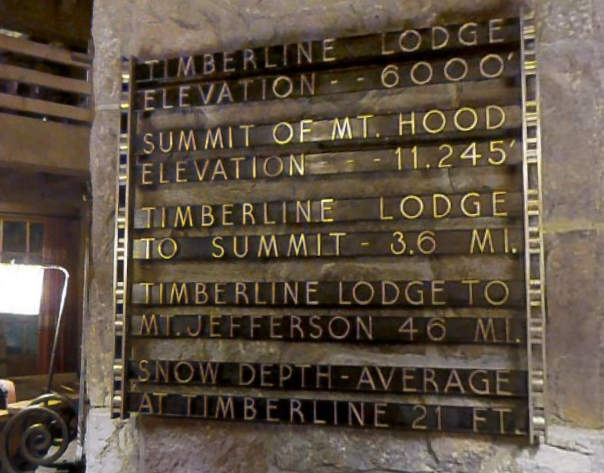 TIMBERLINE LODGE
ELEVATION - - 6000'
SUMMIT OF MT. HOOD
ELEVATION - - - 11.245'
TIMBERLINE LODGE
TO SUMMIT - 3.6 MI.
TIMBERLINE LODGE TO
MT. JEFFERSON 46 MI.
SNOW DEPTH - AVERAGE
AT TIMBERLINE 21 FT.